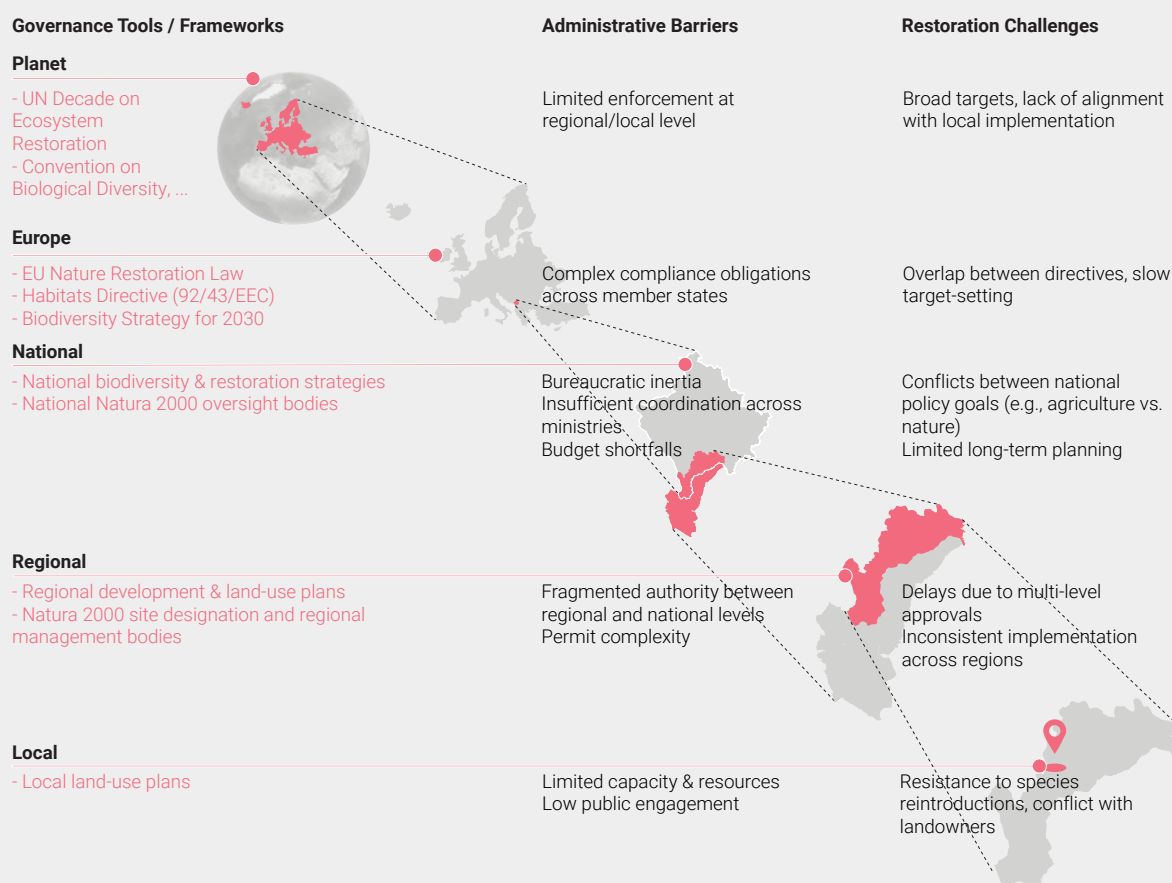 Governance Tools / Frameworks
Administrative Barriers
Restoration Challenges
Planet
- UN Decade on
Ecosystem
Restoration
- Convention on
Biological Diversity, ...
Limited enforcement at
regional/local level
Broad targets, lack of alignment
with local implementation
Europe
- EU Nature Restoration Law
- Habitats Directive (92/43/EEC)
- Biodiversity Strategy for 2030
Complex compliance obligations
across member states
Overlap between directives, slow
target-setting
National
- National biodiversity & restoration strategies
- National Natura 2000 oversight bodies
Bureaucratic inertia
Insufficient coordination across
ministries
Budget shortfalls
Conflicts between national
policy goals (e.g., agriculture vs.
nature)
Limited long-term planning
Regional
- Regional development & land-use plans
- Natura 2000 site designation and regional
management bodies
Fragmented authority between
regional and national levels
Permit complexity
Delays due to multi-level
approvals
Inconsistent implementation
across regions
Local
- Local land-use plans
Limited capacity & resources
Low public engagement
Resistance to species
reintroductions, conflict with
landowners